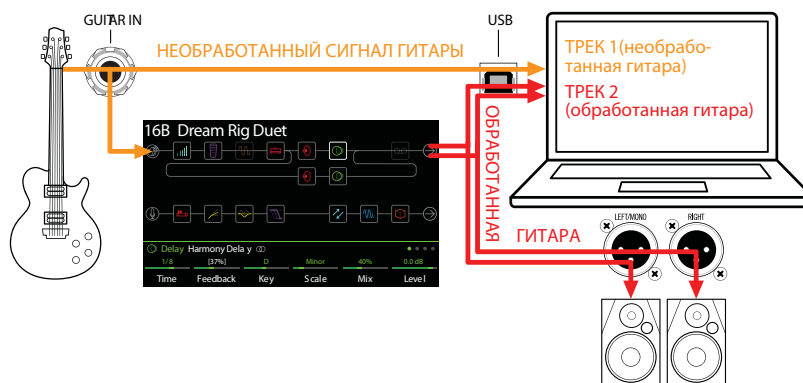 GUITAR IN
USB
НЕОБРАБОТАННЫЙ СИГНАЛ ГИТАРЫ
ТРЕК 1 (необрабо-
танная гитара)
ТРЕК 2
(обработанная гитара)
16B Dream Rig Duet
ОБРАБОТАННАЯ
ГИТАРА
LEFT/MONO
RIGHT
Delay Harmony Delay
1/8 [37%] D Minor 40% 0.0 dB
Time Feedback Key Scale Mix Level